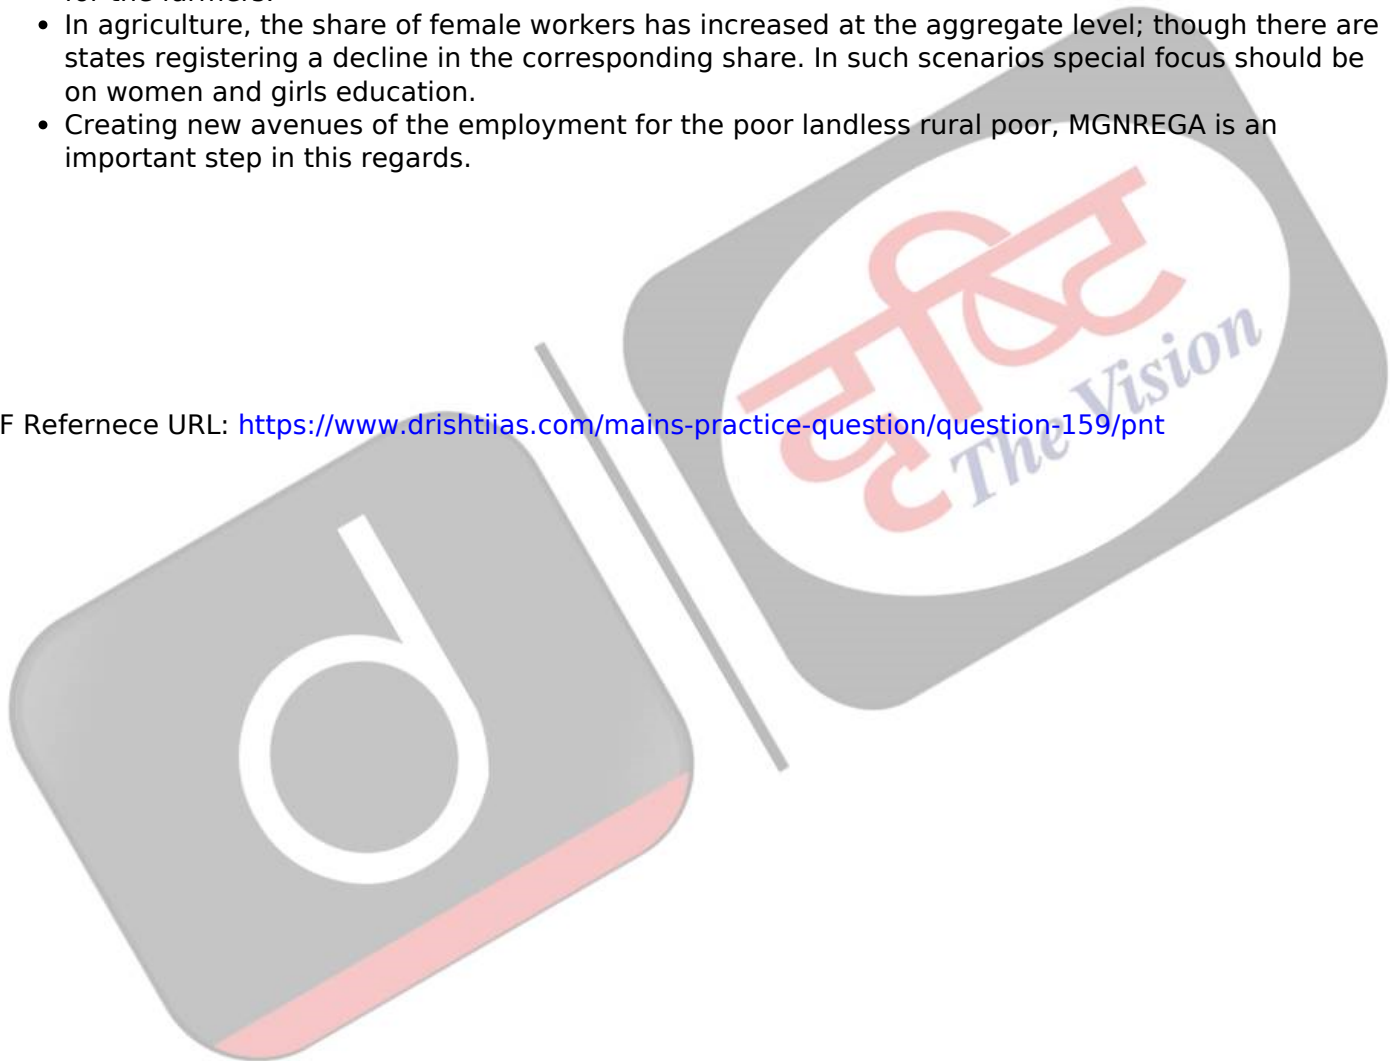 for the farmers.
• In agriculture, the share of female workers has increased at the aggregate level; though there are
states registering a decline in the corresponding share. In such scenarios special focus should be
on women and girls education.
• Creating new avenues of the employment for the poor landless rural poor, MGNREGA is an
important step in this regards.
F Refernece URL: https://www.drishtiias.com/mains-practice-question/question-159/pnt
दृष्टि
The Vision
d